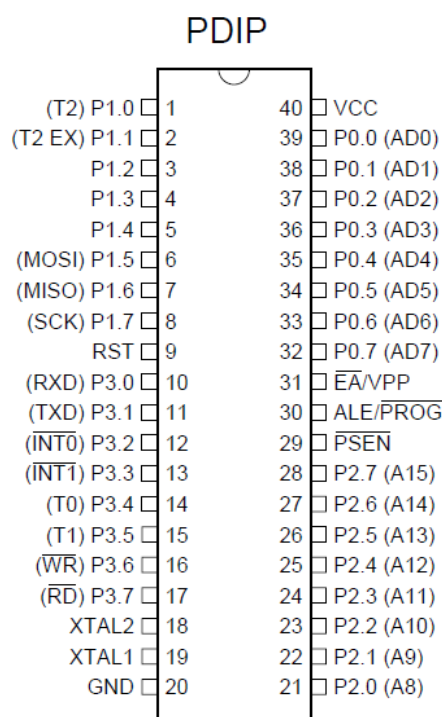 PDIP
(T2) P1.0 1 40 VCC
(T2 EX) P1.1 2 39 P0.0 (AD0)
P1.2 3 38 P0.1 (AD1)
P1.3 4 37 P0.2 (AD2)
P1.4 5 36 P0.3 (AD3)
(MOSI) P1.5 6 35 P0.4 (AD4)
(MISO) P1.6 7 34 P0.5 (AD5)
(SCK) P1.7 8 33 P0.6 (AD6)
RST 9 32 P0.7 (AD7)
(RXD) P3.0 10 31 E̅A̅/VPP
(TXD) P3.1 11 30 ALE/P̅R̅O̅G̅
(I̅N̅T̅0̅) P3.2 12 29 P̅S̅E̅N̅
(I̅N̅T̅1̅) P3.3 13 28 P2.7 (A15)
(T0) P3.4 14 27 P2.6 (A14)
(T1) P3.5 15 26 P2.5 (A13)
(W̅R̅) P3.6 16 25 P2.4 (A12)
(R̅D̅) P3.7 17 24 P2.3 (A11)
XTAL2 18 23 P2.2 (A10)
XTAL1 19 22 P2.1 (A9)
GND 20 21 P2.0 (A8)